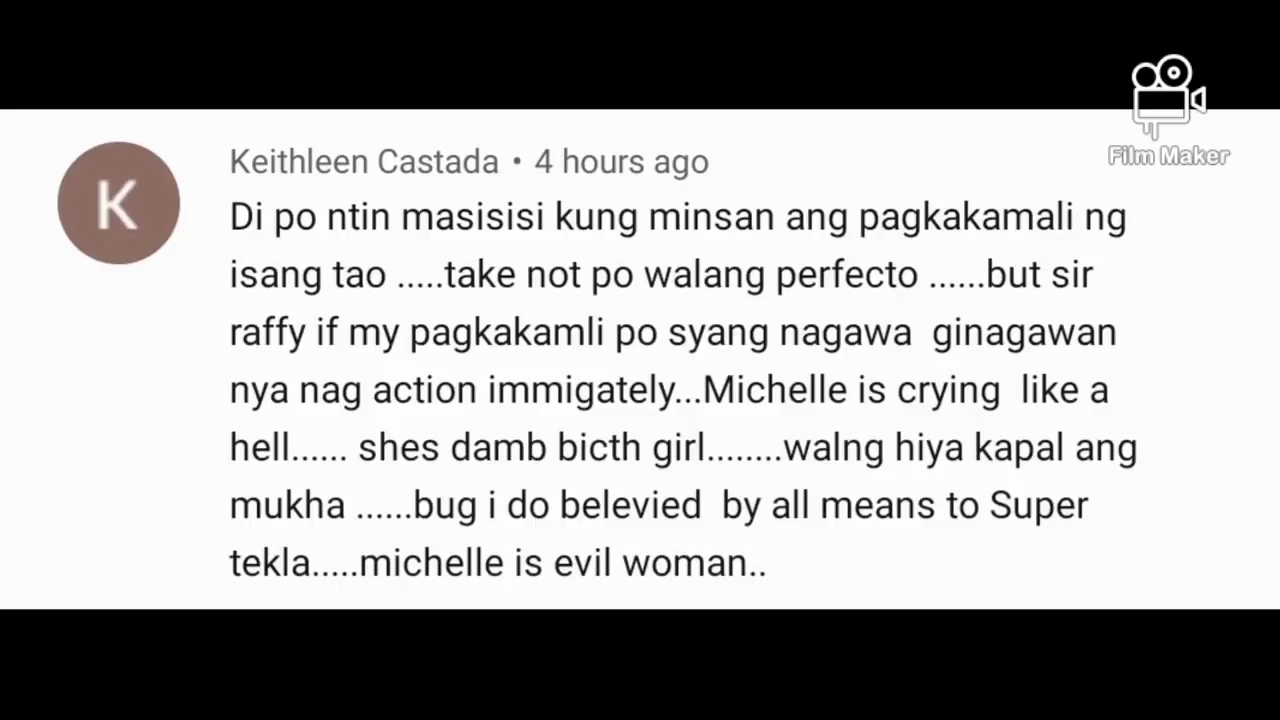 Film Maker
K
Keithleen Castada • 4 hours ago
Di po ntin masisisi kung minsan ang pagkakamali ng
isang tao .....take not po walang perfecto ......but sir
raffy if my pagkakamli po syang nagawa  ginagawan
nya nag action immigately...Michelle is crying  like a
hell...... shes damb bicth girl........walng hiya kapal ang
mukha ......bug i do belevied  by all means to Super
tekla.....michelle is evil woman..